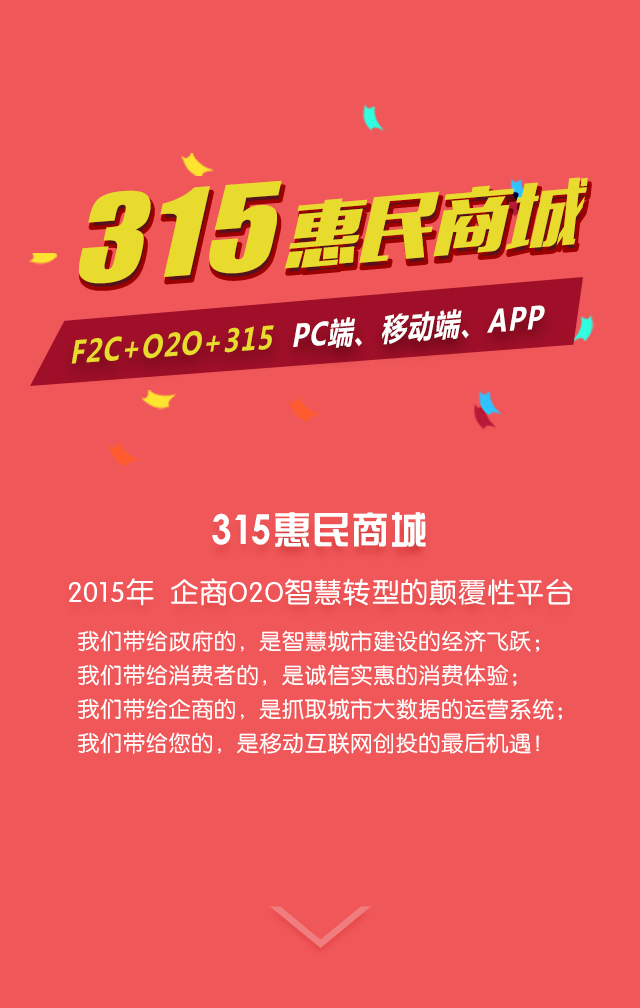 315惠民商城
F2C+O2O+315 PC端、移动端、APP
315惠民商城
2015年 企商O2O智慧转型的颠覆性平台
我们带给政府的，是智慧城市建设的经济飞跃；
我们带给消费者的，是诚信实惠的消费体验；
我们带给企商的，是抓取城市大数据的运营系统；
我们带给您的，是移动互联网创投的最后机遇！